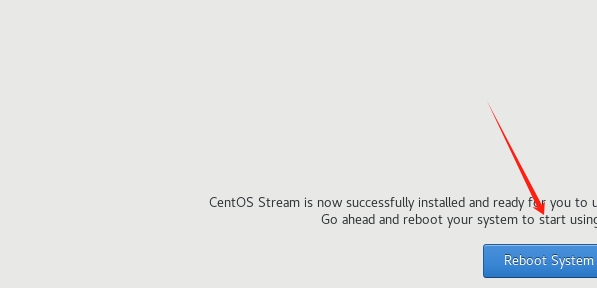 CentOS Stream is now successfully installed and ready for you to u
Go ahead and reboot your system to start using
Reboot System